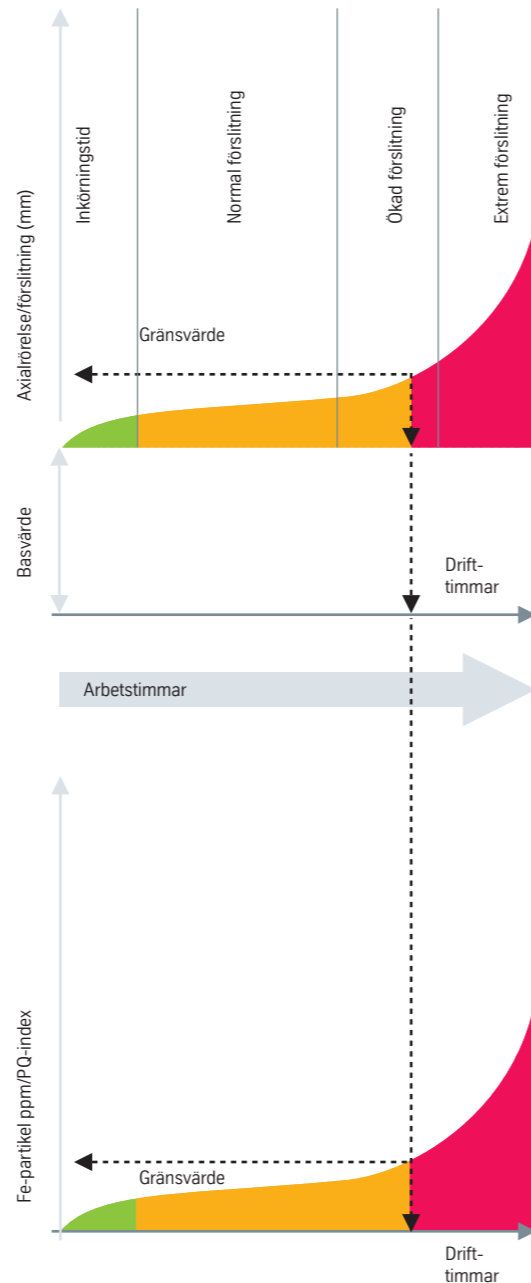 Axialrörelse/förslitning (mm)
Inkörningstid
Normal förslitning
Ökad förslitning
Extrem förslitning
Gränsvärde
Basvärde
Drift-
timmar
Arbetstimmar
Fe-partikel ppm/PQ-index
Gränsvärde
Drift-
timmar